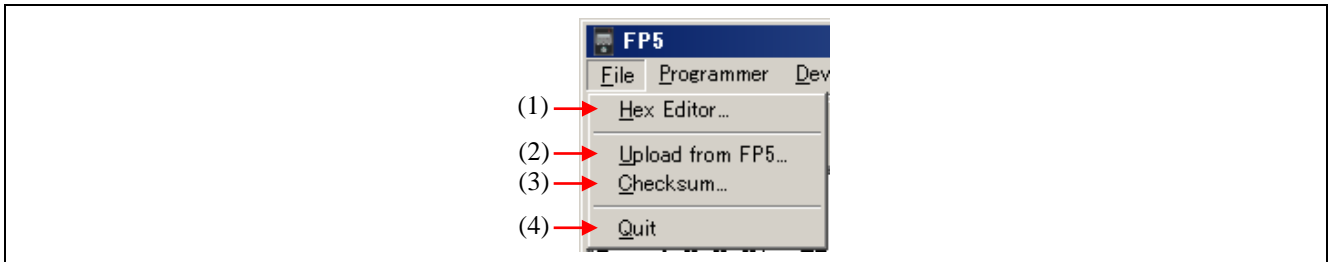 FP5
File Programmer Dev
(1) Hex Editor...
(2) Upload from FP5...
(3) Checksum...
(4) Quit